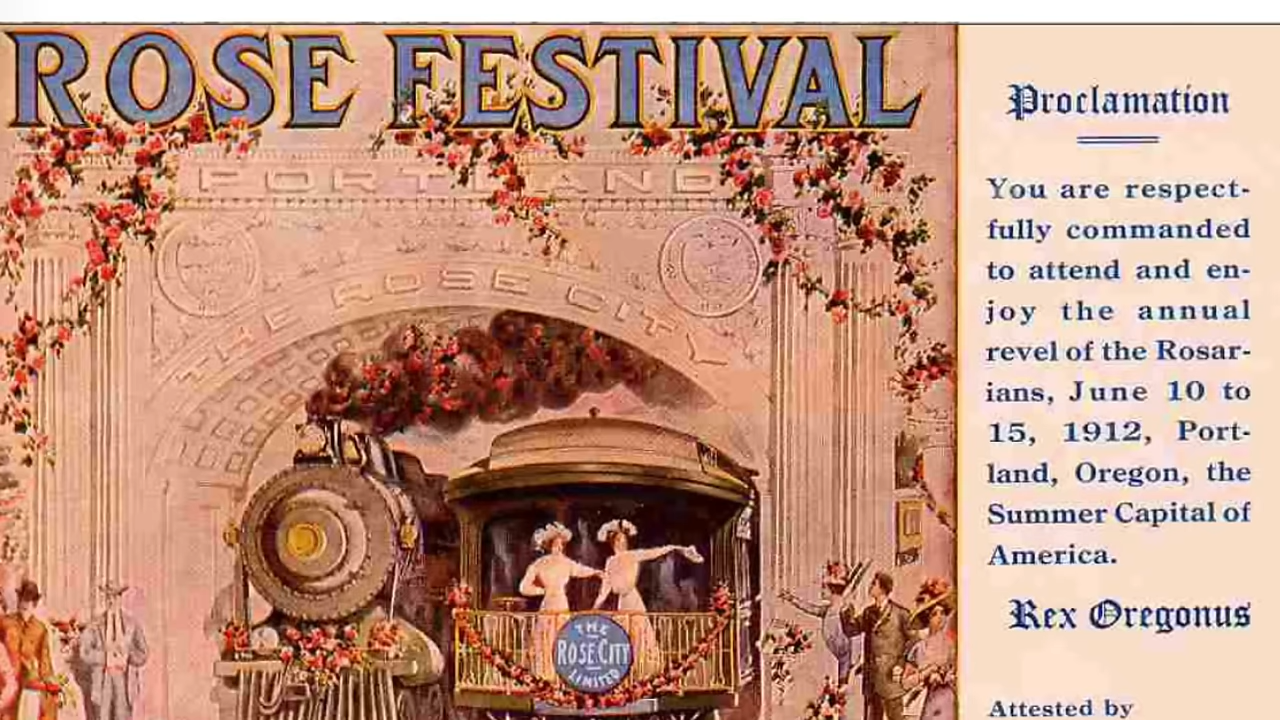 ROSE FESTIVAL
PORTLAND
THE ROSE CITY
THE
ROSE CITY
LIMITED
Proclamation
You are respect-
fully commanded
to attend and en-
joy the annual
revel of the Rosar-
ians, June 10 to
15, 1912, Port-
land, Oregon, the
Summer Capital of
America.
Rex Oregonus
Attested by